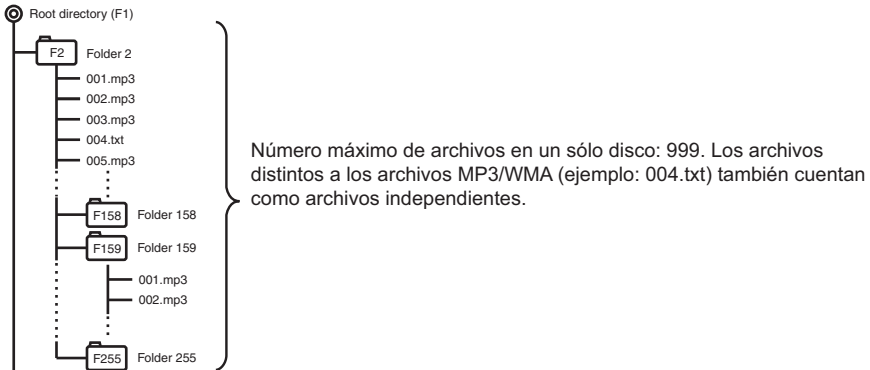 Root directory (F1)
F2 Folder 2
001.mp3
002.mp3
003.mp3
004.txt
005.mp3
F158 Folder 158
F159 Folder 159
001.mp3
002.mp3
F255 Folder 255
Número máximo de archivos en un sólo disco: 999. Los archivos
distintos a los archivos MP3/WMA (ejemplo: 004.txt) también cuentan
como archivos independientes.